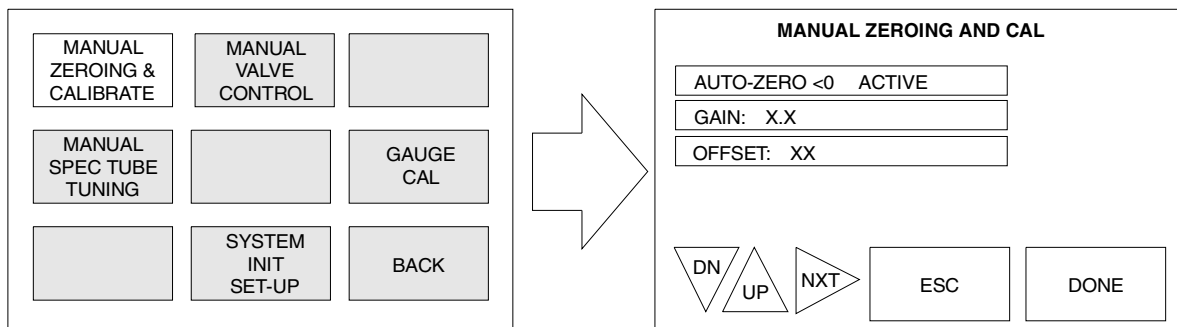 MANUAL
ZEROING &
CALIBRATE
MANUAL
VALVE
CONTROL
MANUAL
SPEC TUBE
TUNING
GAUGE
CAL
SYSTEM
INIT
SET-UP
BACK
MANUAL ZEROING AND CAL
AUTO-ZERO <0 ACTIVE
GAIN: X.X
OFFSET: XX
DN
UP
NXT
ESC
DONE